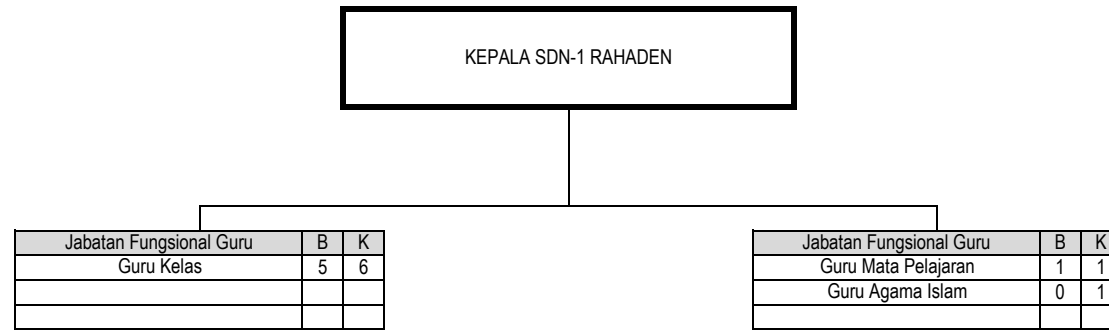 KEPALA SDN-1 RAHADEN
Jabatan Fungsional Guru B K
Guru Kelas 5 6
Jabatan Fungsional Guru B K
Guru Mata Pelajaran 1 1
Guru Agama Islam 0 1